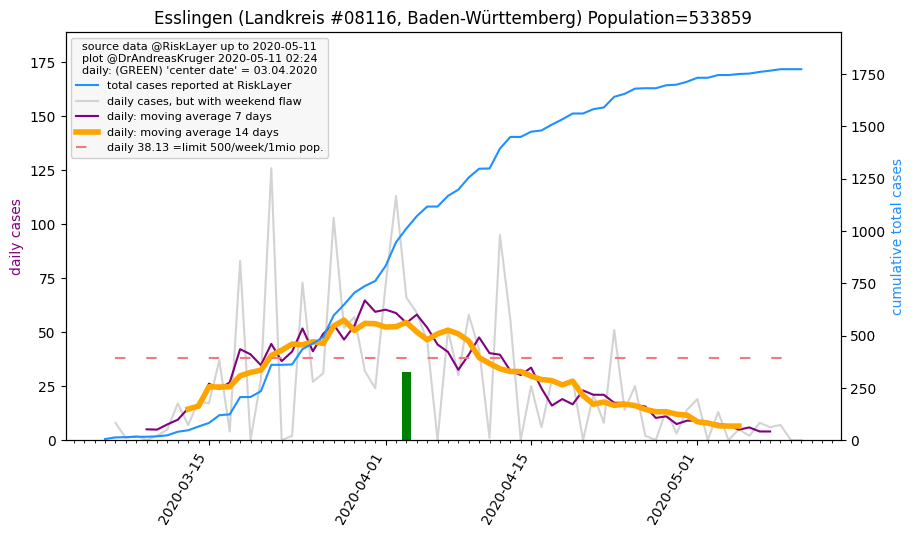 Esslingen (Landkreis #08116, Baden-Württemberg) Population=533859
source data @RiskLayer up to 2020-05-11
plot @DrAndreasKruger 2020-05-11 02:24
daily: (GREEN) 'center date' = 03.04.2020
total cases reported at RiskLayer
daily cases, but with weekend flaw
daily: moving average 7 days
daily: moving average 14 days
daily 38.13 =limit 500/week/1mio pop.
daily cases
175
150
125
100
75
50
25
0
cumulative total cases
1750
1500
1250
1000
750
500
250
0
2020-03-15
2020-04-01
2020-04-15
2020-05-01